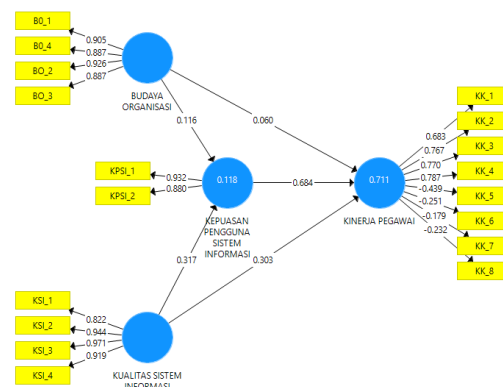 B0_1
B0_4
BO_2
BO_3
0.905
0.887
0.926
0.887
BUDAYA
ORGANISASI
0.116
0.060
KPSI_1
KPSI_2
0.932
0.880
0.118
KEPUASAN
PENGGUNA
SISTEM
INFORMASI
0.684
0.711
KINERJA PEGAWAI
0.683
0.767
0.770
0.787
-0.439
-0.251
-0.179
-0.232
KK_1
KK_2
KK_3
KK_4
KK_5
KK_6
KK_7
KK_8
0.317
0.303
KSI_1
KSI_2
KSI_3
KSI_4
0.822
0.944
0.971
0.919
KUALITAS SISTEM
INFORMASI